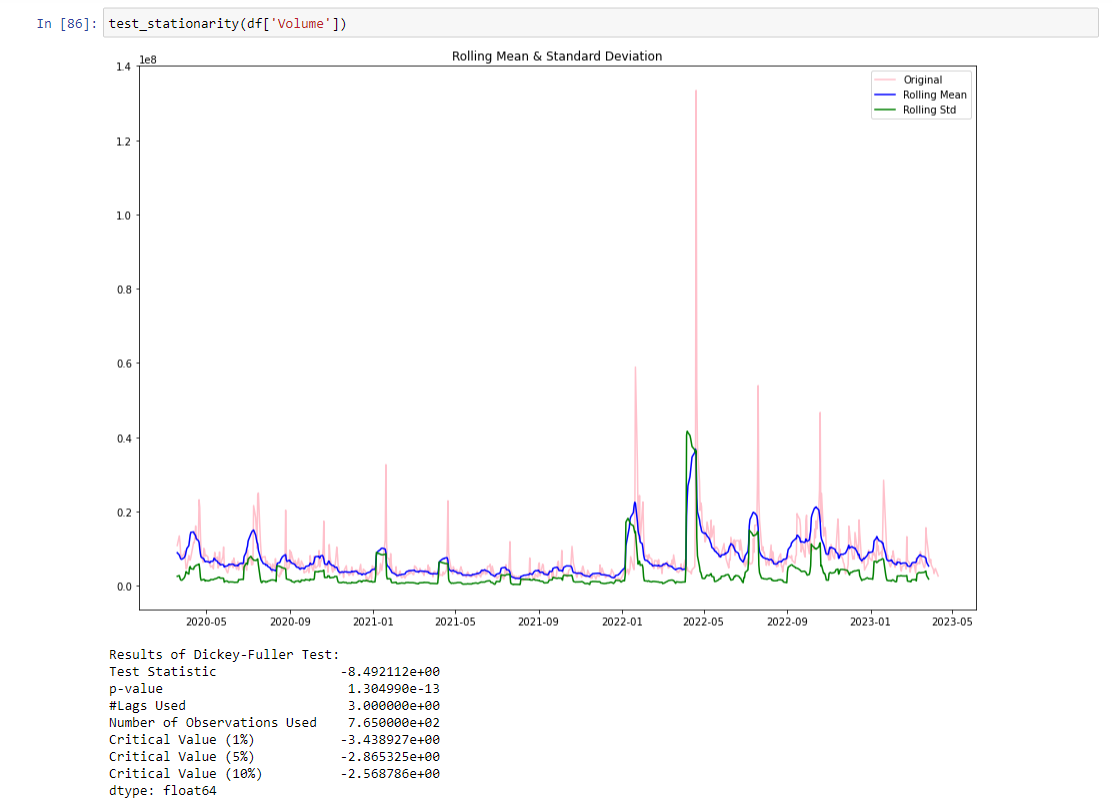 In [86]: test_stationarity(df['Volume'])
Rolling Mean & Standard Deviation
1e8
1.4
1.2
1.0
0.8
0.6
0.4
0.2
0.0
Original
Rolling Mean
Rolling Std
2020-05 2020-09 2021-01 2021-05 2021-09 2022-01 2022-05 2022-09 2023-01 2023-05
Results of Dickey-Fuller Test:
Test Statistic -8.492112e+00
p-value 1.304990e-13
#Lags Used 3.000000e+00
Number of Observations Used 7.650000e+02
Critical Value (1%) -3.438927e+00
Critical Value (5%) -2.865325e+00
Critical Value (10%) -2.568786e+00
dtype: float64